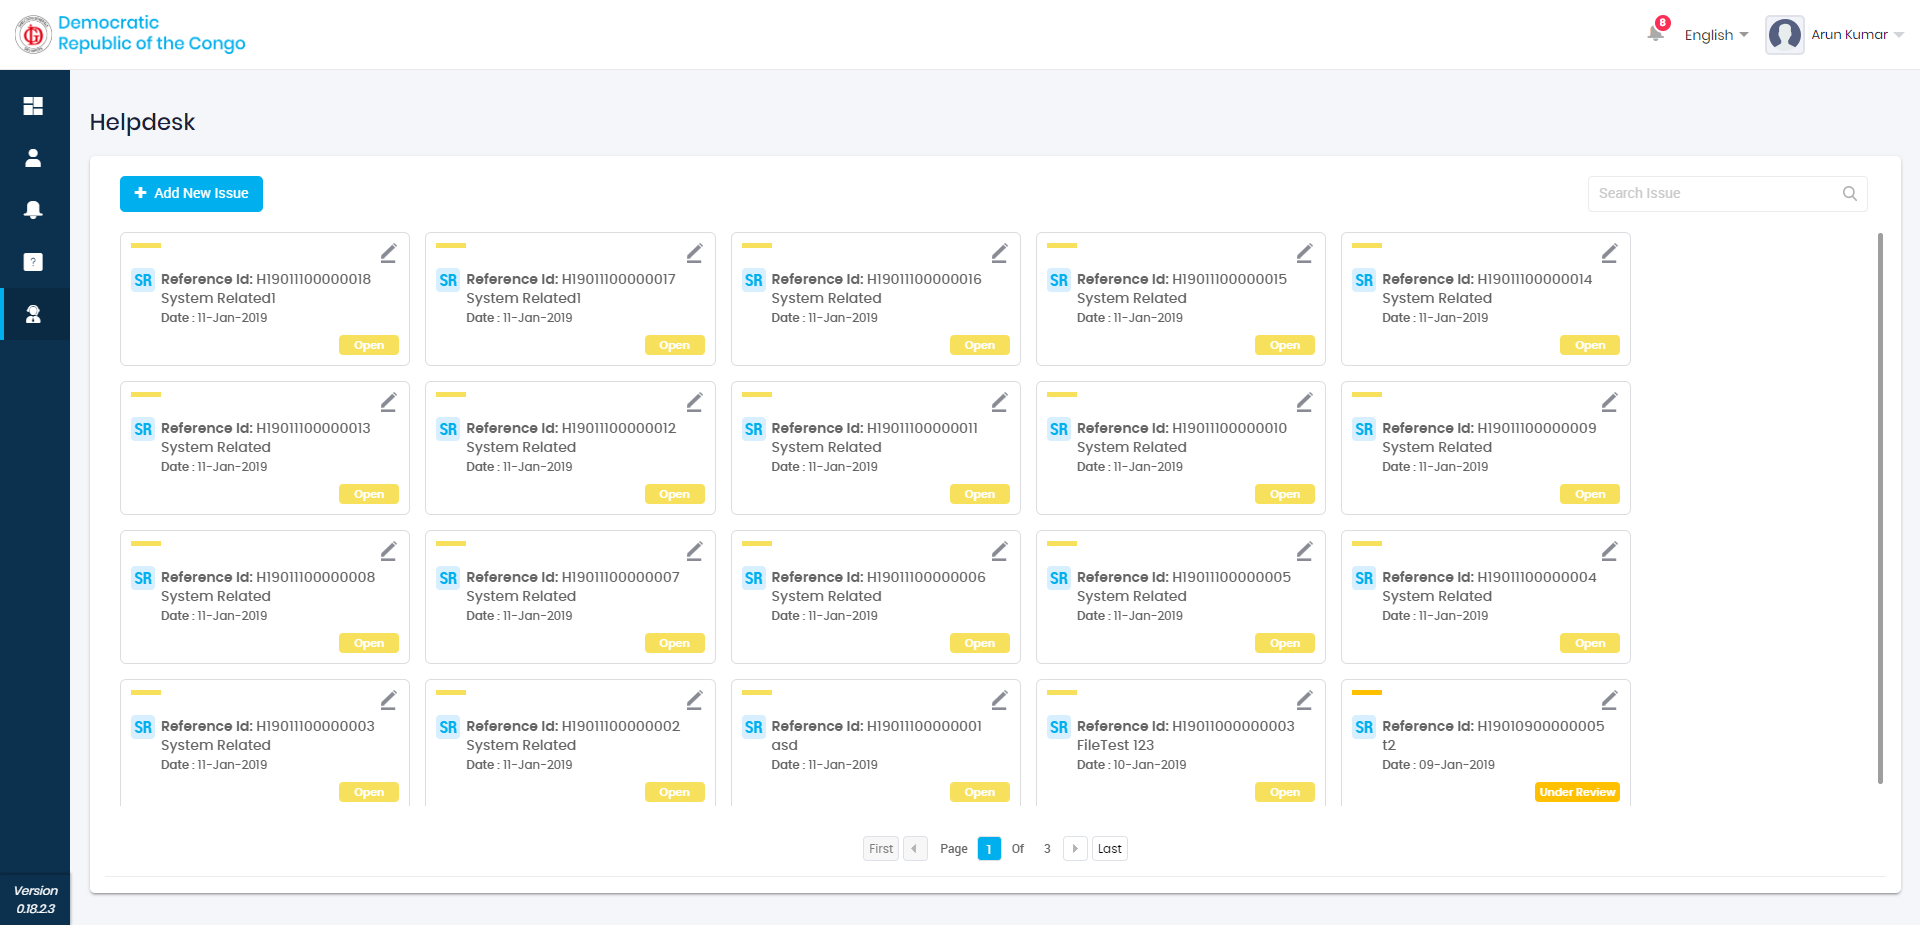 Democratic
Republic of the Congo
8
English
Arun Kumar
Helpdesk
+ Add New Issue
Search Issue
SR Reference Id: H19011100000018
System Related1
Date : 11-Jan-2019
Open
SR Reference Id: H19011100000017
System Related1
Date : 11-Jan-2019
Open
SR Reference Id: H19011100000016
System Related
Date : 11-Jan-2019
Open
SR Reference Id: H19011100000015
System Related
Date : 11-Jan-2019
Open
SR Reference Id: H19011100000014
System Related
Date : 11-Jan-2019
Open
SR Reference Id: H19011100000013
System Related
Date : 11-Jan-2019
Open
SR Reference Id: H19011100000012
System Related
Date : 11-Jan-2019
Open
SR Reference Id: H19011100000011
System Related
Date : 11-Jan-2019
Open
SR Reference Id: H19011100000010
System Related
Date : 11-Jan-2019
Open
SR Reference Id: H19011100000009
System Related
Date : 11-Jan-2019
Open
SR Reference Id: H19011100000008
System Related
Date : 11-Jan-2019
Open
SR Reference Id: H19011100000007
System Related
Date : 11-Jan-2019
Open
SR Reference Id: H19011100000006
System Related
Date : 11-Jan-2019
Open
SR Reference Id: H19011100000005
System Related
Date : 11-Jan-2019
Open
SR Reference Id: H19011100000004
System Related
Date : 11-Jan-2019
Open
SR Reference Id: H19011100000003
System Related
Date : 11-Jan-2019
Open
SR Reference Id: H19011100000002
System Related
Date : 11-Jan-2019
Open
SR Reference Id: H19011100000001
asd
Date : 11-Jan-2019
Open
SR Reference Id: H19011000000003
FileTest 123
Date : 10-Jan-2019
Open
SR Reference Id: H19010900000005
t2
Date : 09-Jan-2019
Under Review
First Page 1 Of 3 Last
Version
0.18.2.3